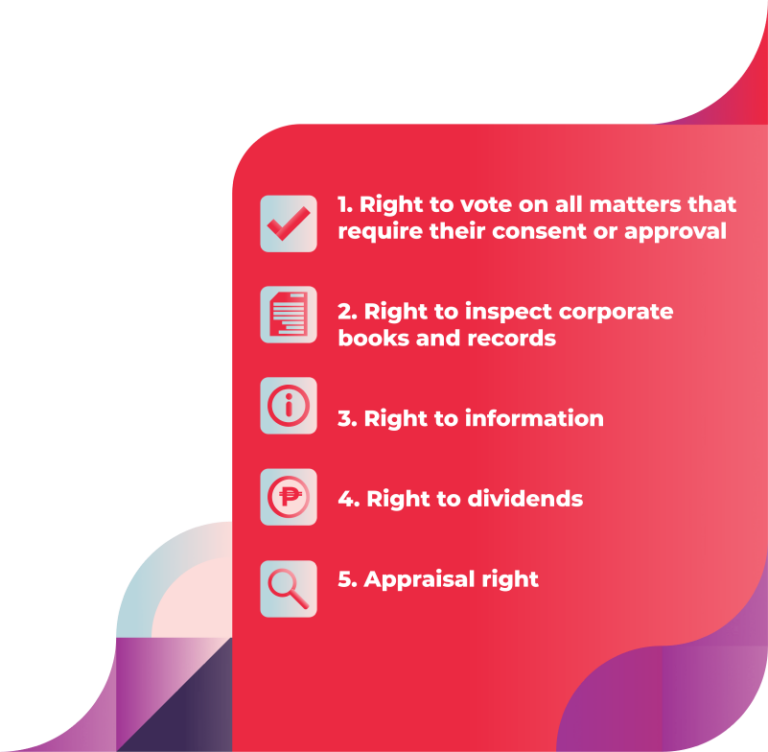 1. Right to vote on all matters that
require their consent or approval
2. Right to inspect corporate
books and records
3. Right to information
4. Right to dividends
5. Appraisal right